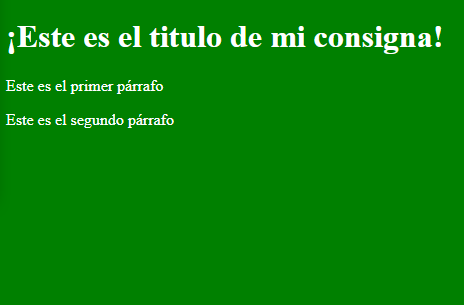 ¡Este es el titulo de mi consigna!
Este es el primer párrafo
Este es el segundo párrafo